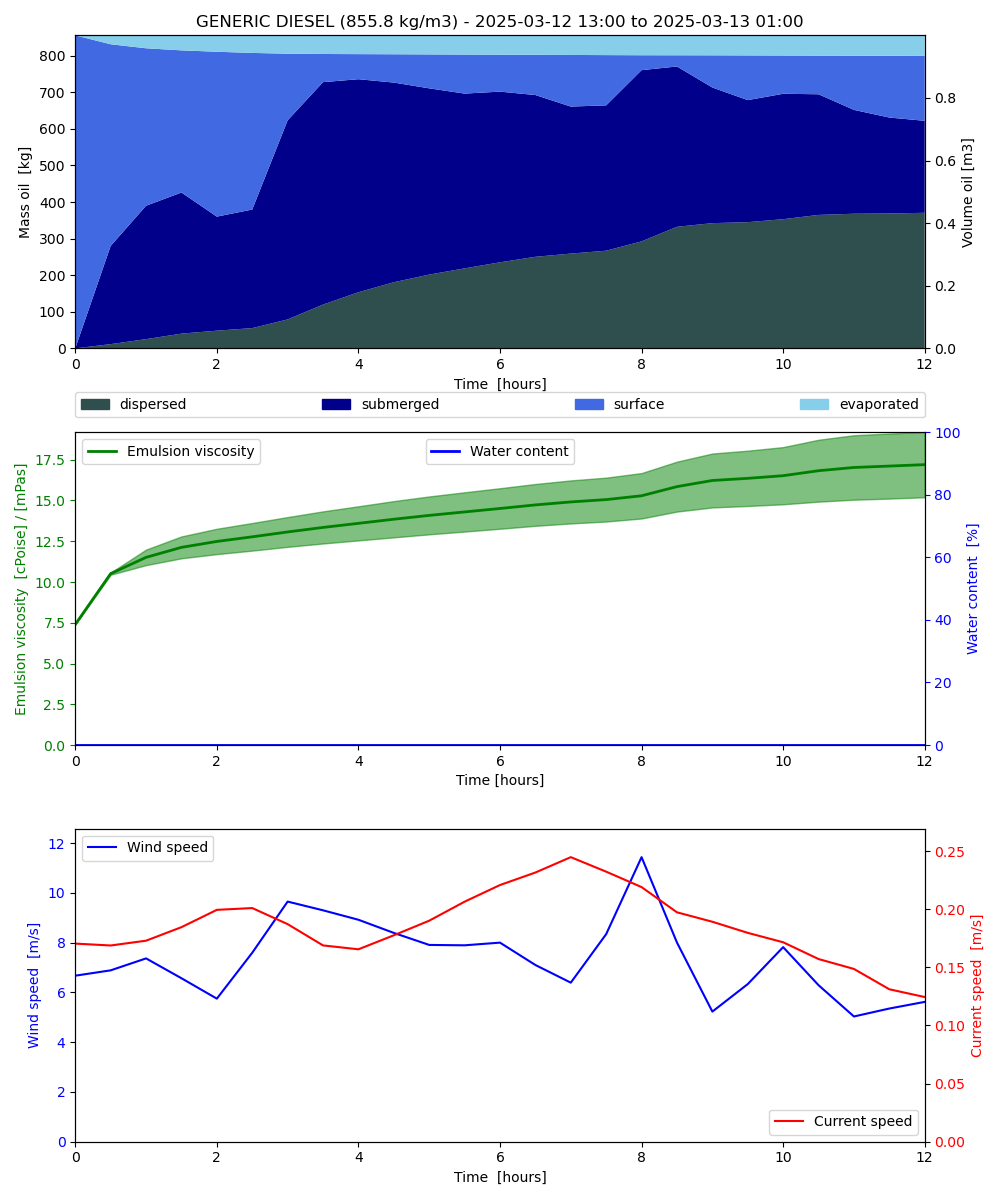 GENERIC DIESEL (855.8 kg/m3) - 2025-03-12 13:00 to 2025-03-13 01:00
Mass oil [kg]
800
700
600
500
400
300
200
100
0
0.8
0.6
0.4
0.2
0.0
Volume oil [m3]
0 2 4 6 8 10 12
Time [hours]
dispersed submerged surface evaporated
Emulsion viscosity [cPoise] / [mPas]
17.5
15.0
12.5
10.0
7.5
5.0
2.5
0.0
Emulsion viscosity
Water content
100
80
60
40
20
0
Water content [%]
0 2 4 6 8 10 12
Time [hours]
Wind speed [m/s]
12
10
8
6
4
2
0
Wind speed
Current speed
0.25
0.20
0.15
0.10
0.05
0.00
Current speed [m/s]
0 2 4 6 8 10 12
Time [hours]